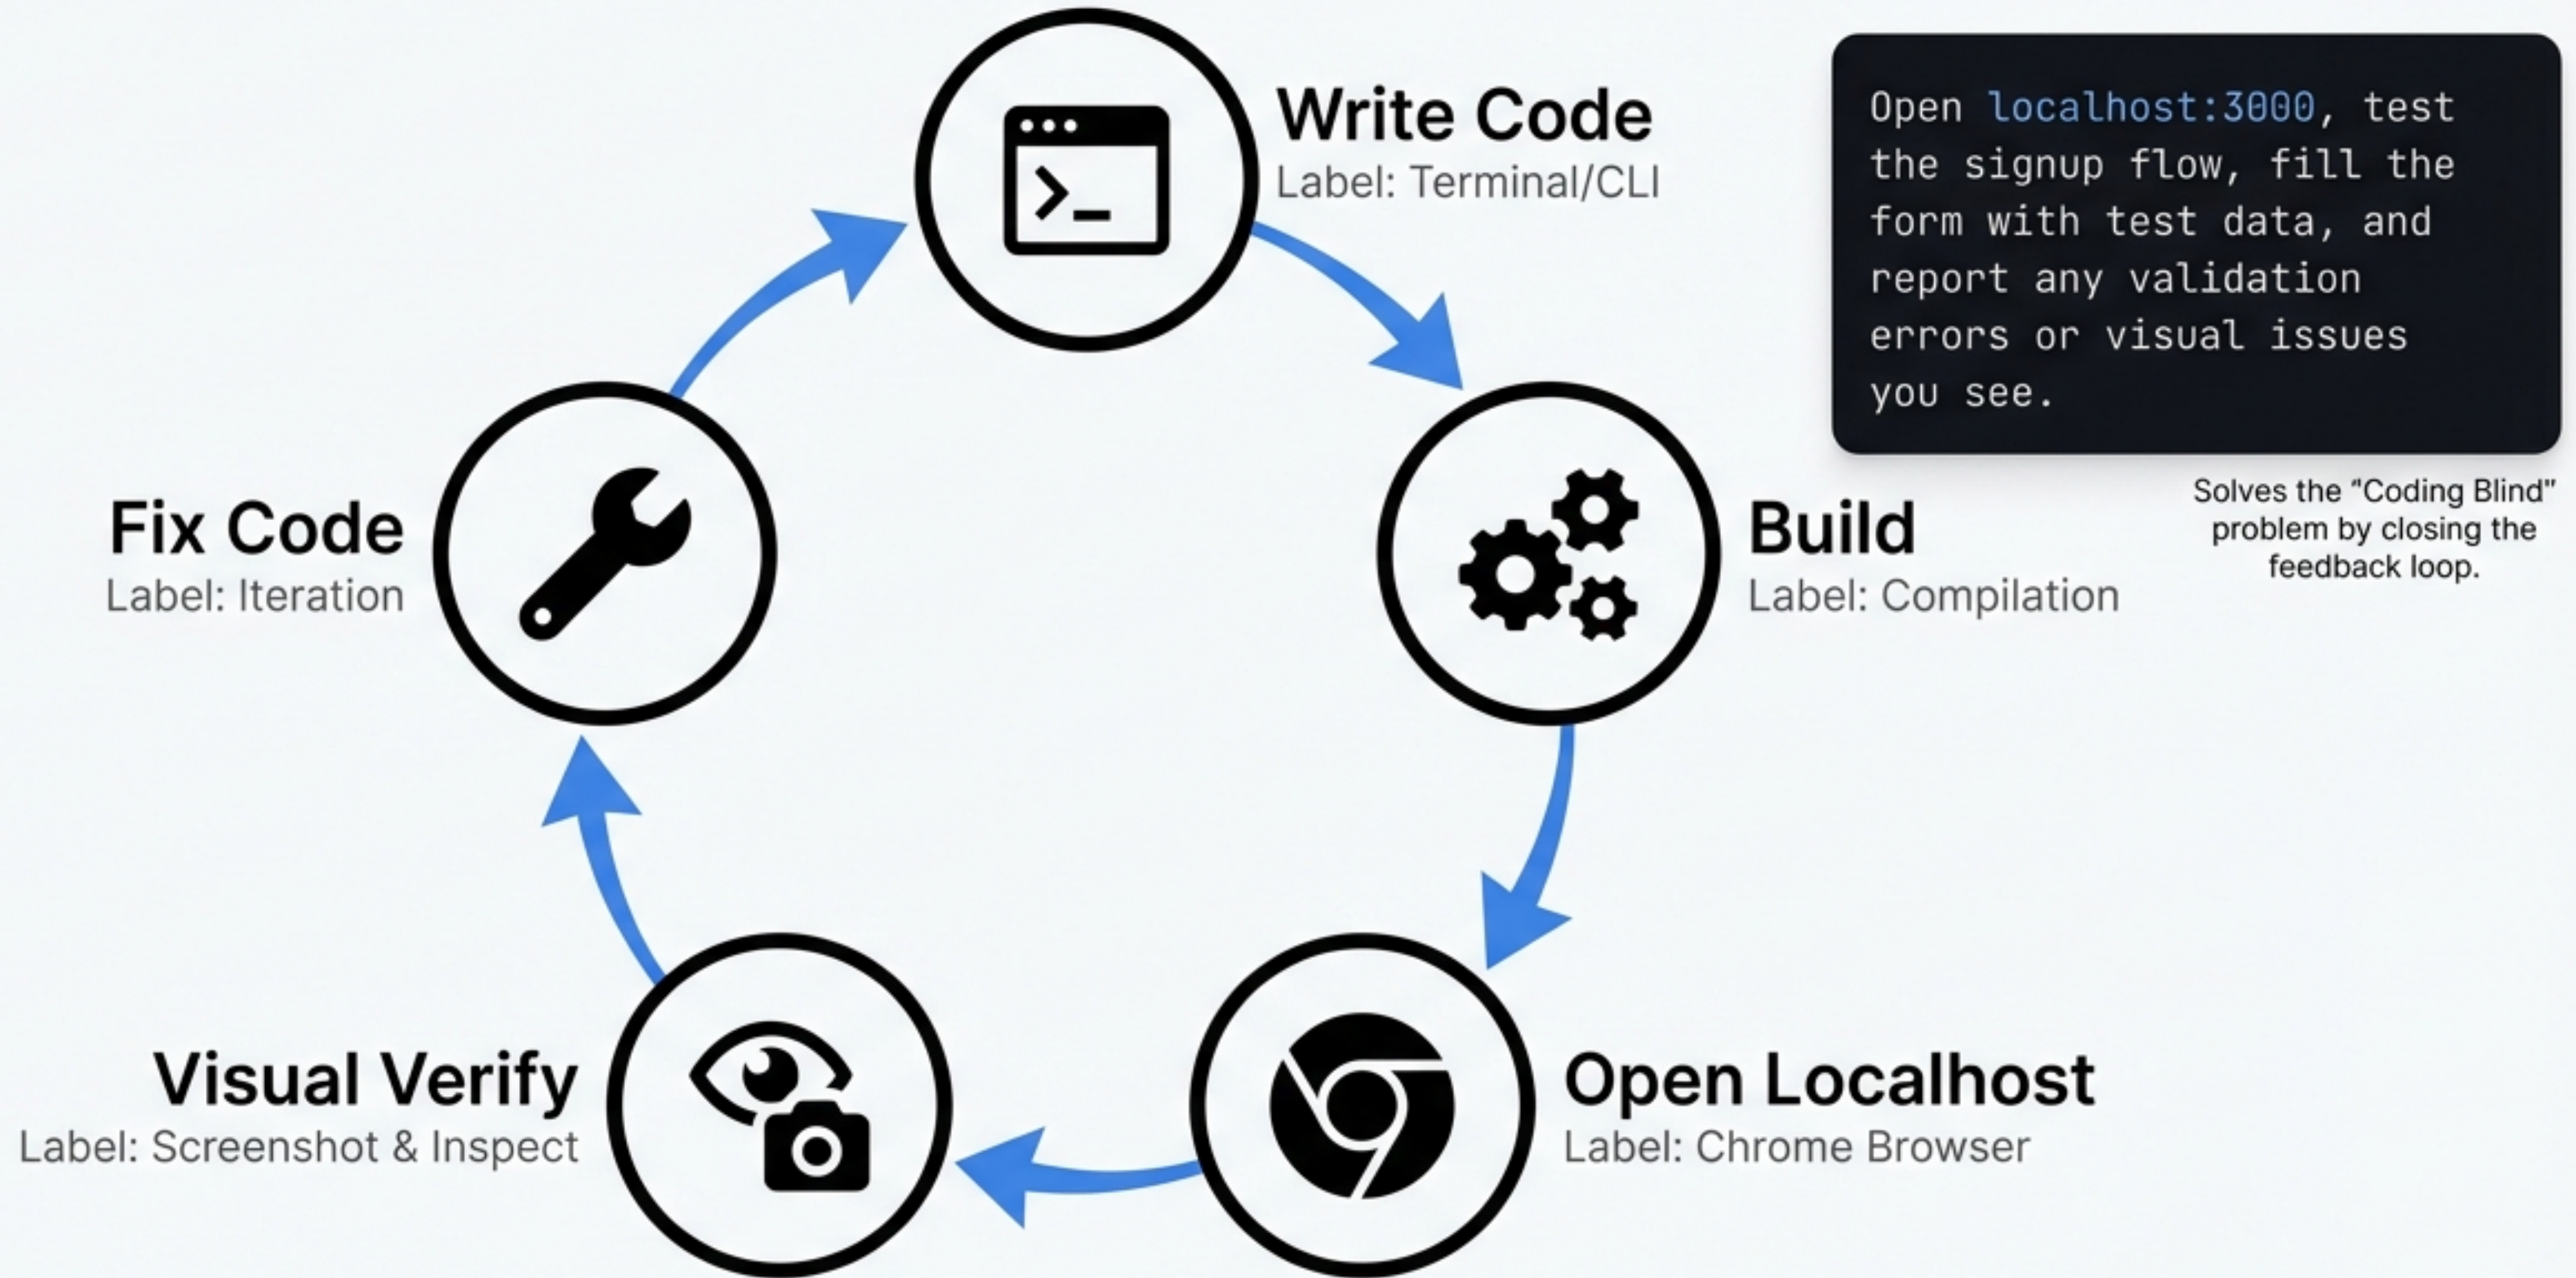 Write Code
Label: Terminal/CLI
Open localhost:3000, test
the signup flow, fill the
form with test data, and
report any validation
errors or visual issues
you see.
Solves the "Coding Blind"
problem by closing the
feedback loop.
Build
Label: Compilation
Open Localhost
Label: Chrome Browser
Visual Verify
Label: Screenshot & Inspect
Fix Code
Label: Iteration